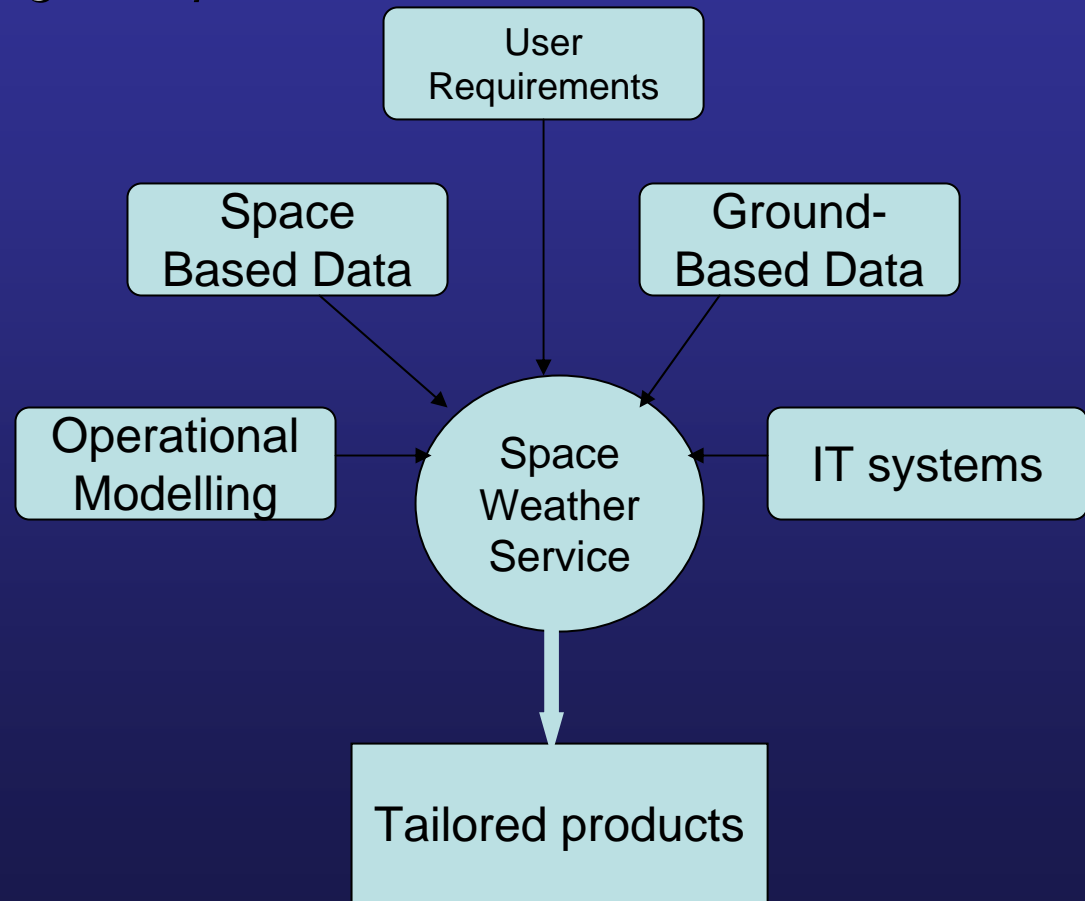 User
Requirements
Space
Based Data
Ground-
Based Data
Operational
Modelling
Space
Weather
Service
IT systems
Tailored products